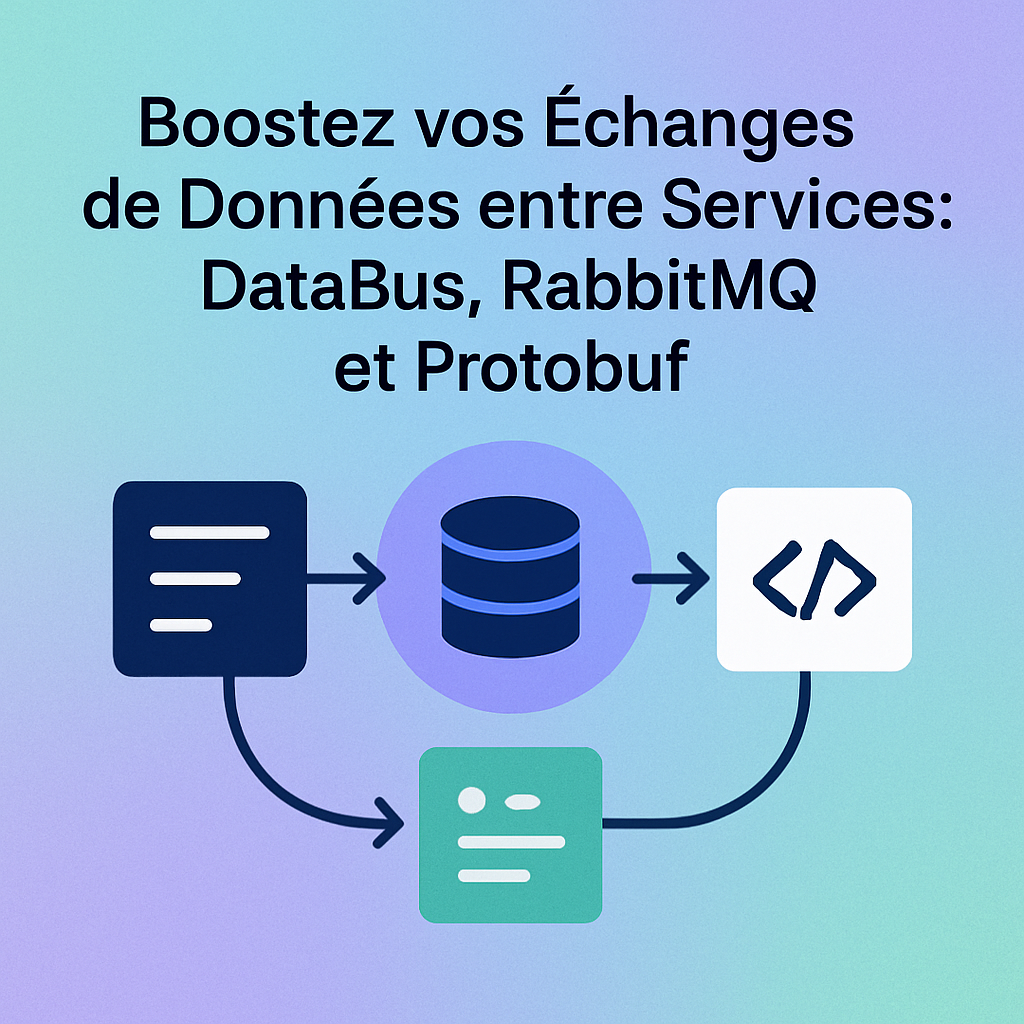 Boostez vos Échanges
de Données entre Services:
DataBus, RabbitMQ
et Protobuf
</>